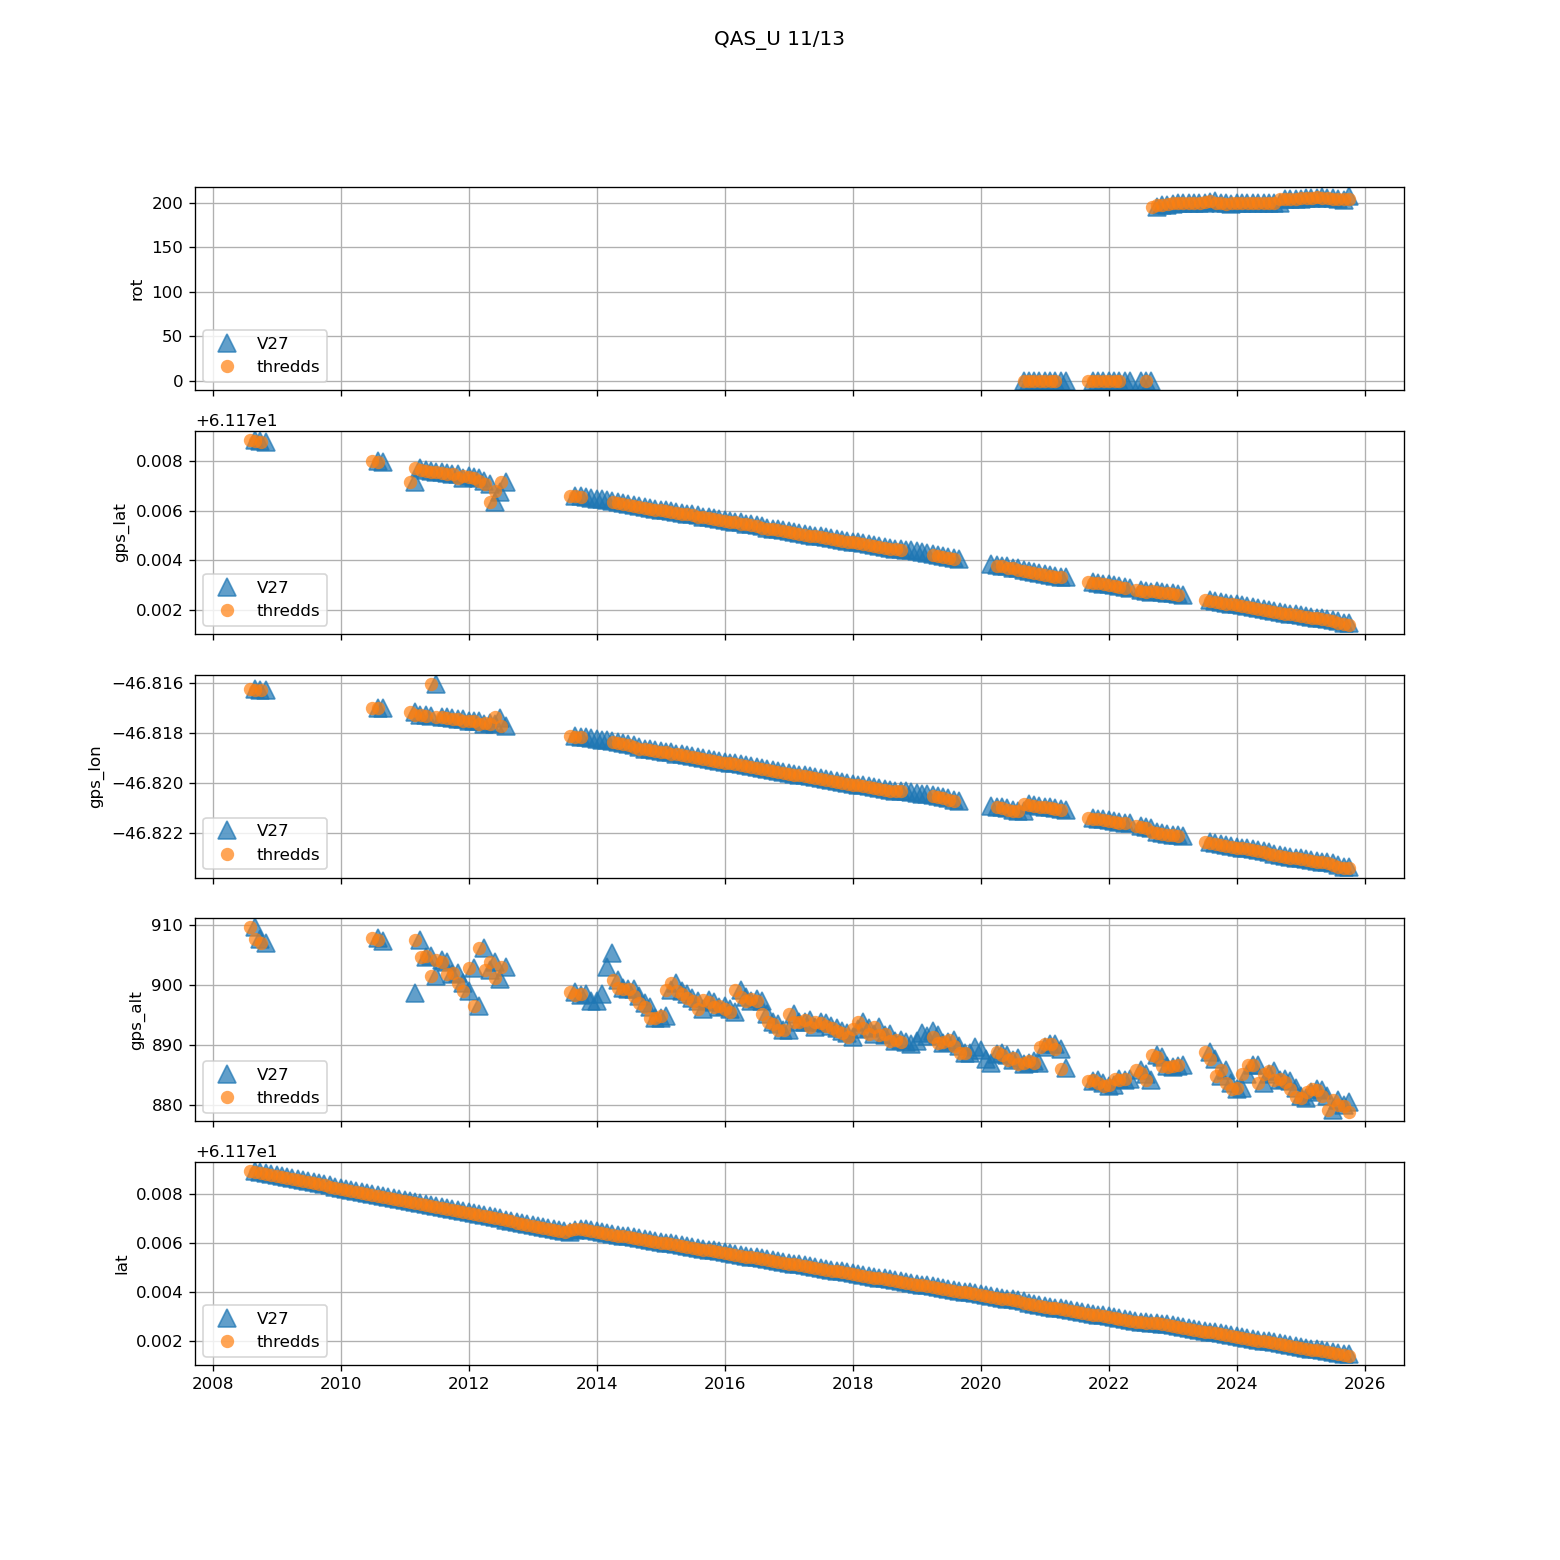 QAS_U 11/13
200
150
100
50
0
rot
V27
thredds
+6.117e1
0.008
0.006
0.004
0.002
gps_lat
V27
thredds
−46.816
−46.818
−46.820
−46.822
gps_lon
V27
thredds
910
900
890
880
gps_alt
V27
thredds
+6.117e1
0.008
0.006
0.004
0.002
lat
V27
thredds
2008 2010 2012 2014 2016 2018 2020 2022 2024 2026